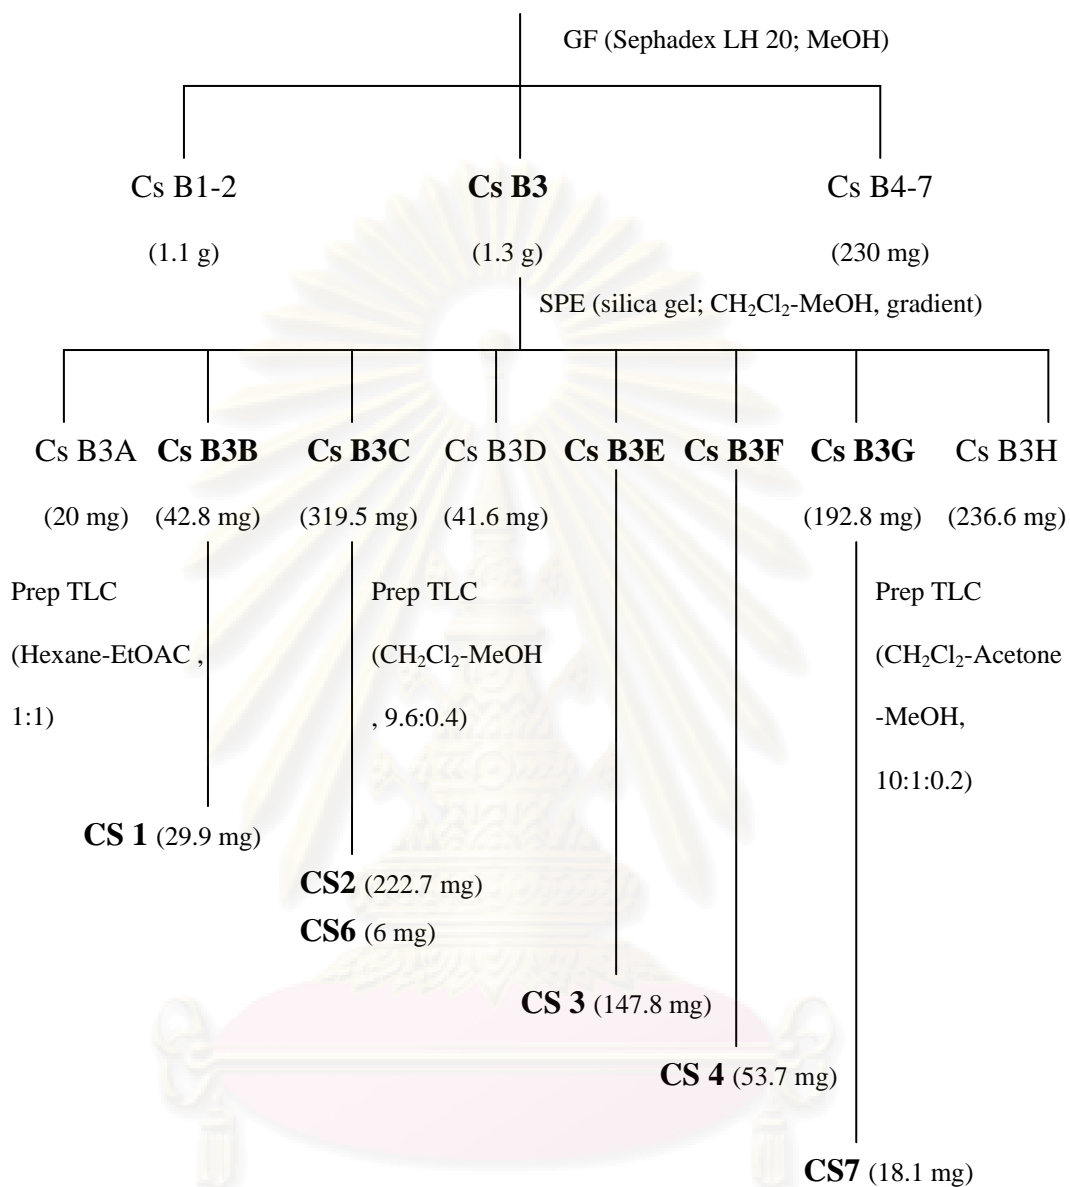 GF (Sephadex LH 20; MeOH)
Cs B1-2 Cs B3 Cs B4-7
(1.1 g) (1.3 g) (230 mg)
SPE (silica gel; CH₂Cl₂-MeOH, gradient)
Cs B3A Cs B3B Cs B3C Cs B3D Cs B3E Cs B3F Cs B3G Cs B3H
(20 mg) (42.8 mg) (319.5 mg) (41.6 mg) (192.8 mg) (236.6 mg)
Prep TLC Prep TLC Prep TLC
(Hexane-EtOAC , (CH₂Cl₂-MeOH (CH₂Cl₂-Acetone
1:1) , 9.6:0.4) -MeOH,
10:1:0.2)
CS 1 (29.9 mg)
CS2 (222.7 mg)
CS6 (6 mg)
CS 3 (147.8 mg)
CS 4 (53.7 mg)
CS7 (18.1 mg)